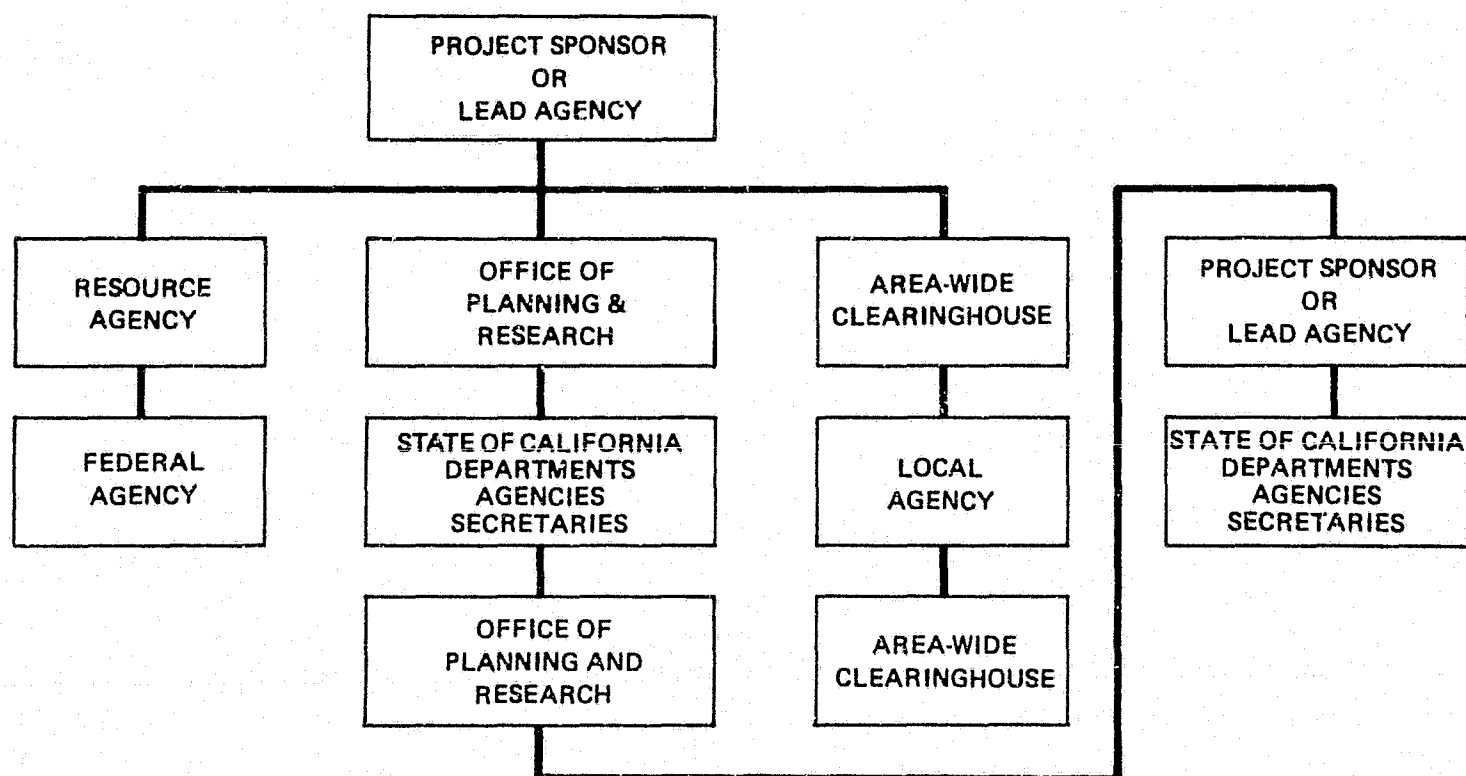 PROJECT SPONSOR
OR
LEAD AGENCY
RESOURCE
AGENCY
OFFICE OF
PLANNING &
RESEARCH
AREA-WIDE
CLEARINGHOUSE
PROJECT SPONSOR
OR
LEAD AGENCY
FEDERAL
AGENCY
STATE OF CALIFORNIA
DEPARTMENTS
AGENCIES
SECRETARIES
LOCAL
AGENCY
STATE OF CALIFORNIA
DEPARTMENTS
AGENCIES
SECRETARIES
OFFICE OF
PLANNING AND
RESEARCH
AREA-WIDE
CLEARINGHOUSE